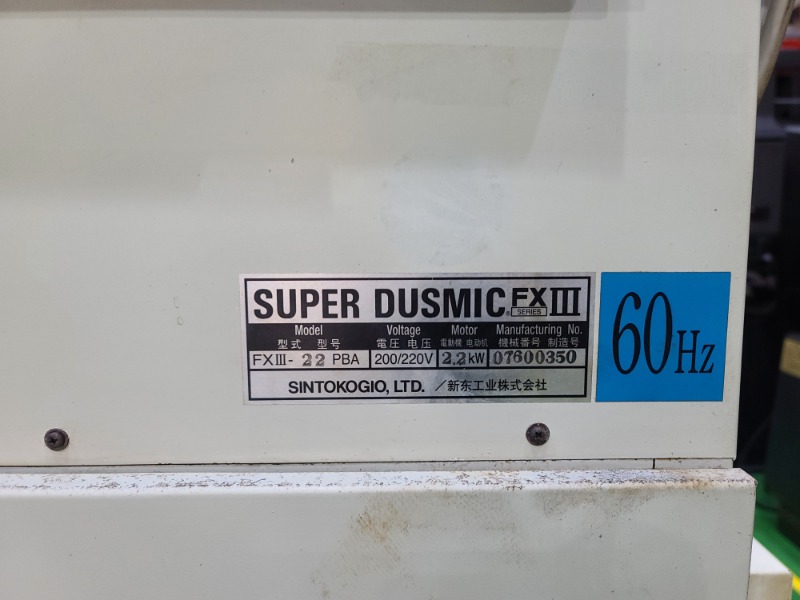 SUPER DUSMIC® FX SERIES III
Model Voltage Motor Manufacturing No.
型式 型号 電圧 电压 電動機 电动机 機械番号 制造号
FXIII- 22 PBA 200/220V 2.2kW 07600350
SINTOKOGIO, LTD. /新东工业株式会社
60Hz